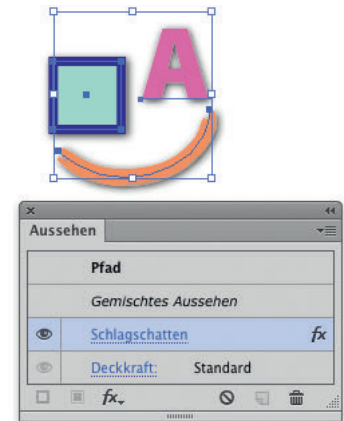 A
Aussehen
Pfad
Gemischtes Aussehen
Schlagschatten fx
Deckkraft: Standard
fx